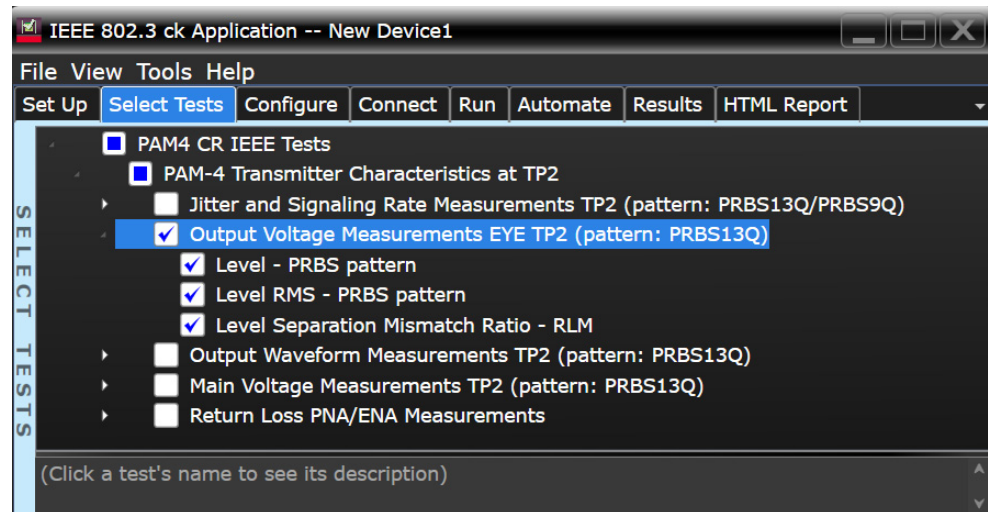 IEEE 802.3 ck Application -- New Device1
File View Tools Help
Set Up Select Tests Configure Connect Run Automate Results HTML Report
SELECT TESTS
PAM4 CR IEEE Tests
PAM-4 Transmitter Characteristics at TP2
Jitter and Signaling Rate Measurements TP2 (pattern: PRBS13Q/PRBS9Q)
Output Voltage Measurements EYE TP2 (pattern: PRBS13Q)
Level - PRBS pattern
Level RMS - PRBS pattern
Level Separation Mismatch Ratio - RLM
Output Waveform Measurements TP2 (pattern: PRBS13Q)
Main Voltage Measurements TP2 (pattern: PRBS13Q)
Return Loss PNA/ENA Measurements
(Click a test's name to see its description)